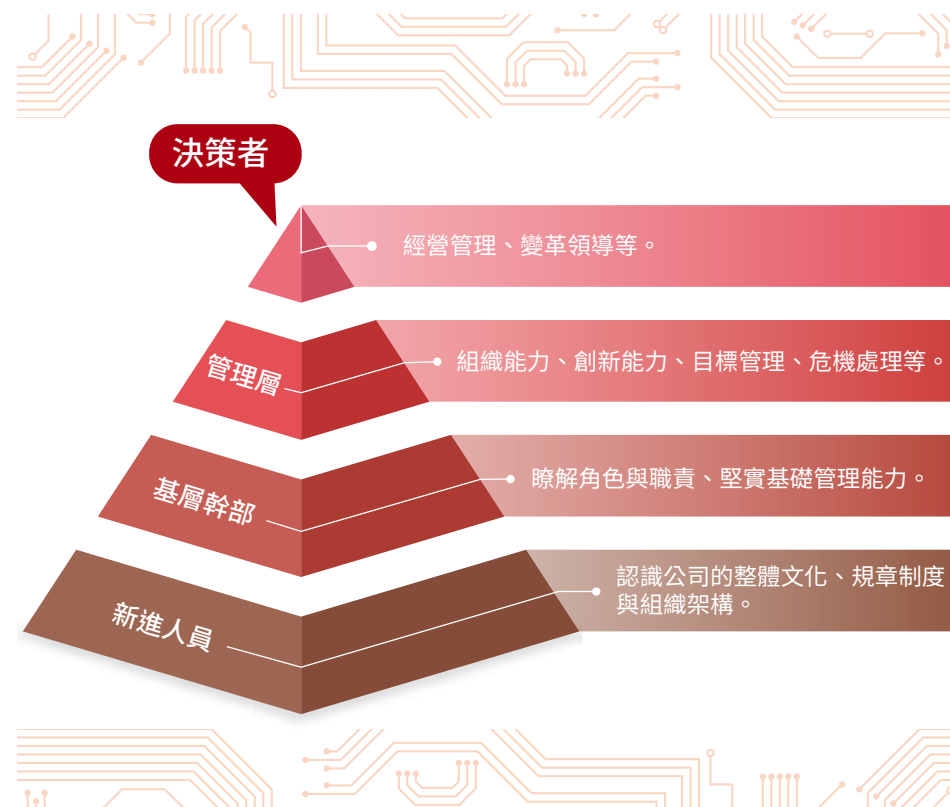 決策者
經營管理、變革領導等。
管理層
組織能力、創新能力、目標管理、危機處理等。
基層幹部
瞭解角色與職責、堅實基礎管理能力。
新進人員
認識公司的整體文化、規章制度
與組織架構。